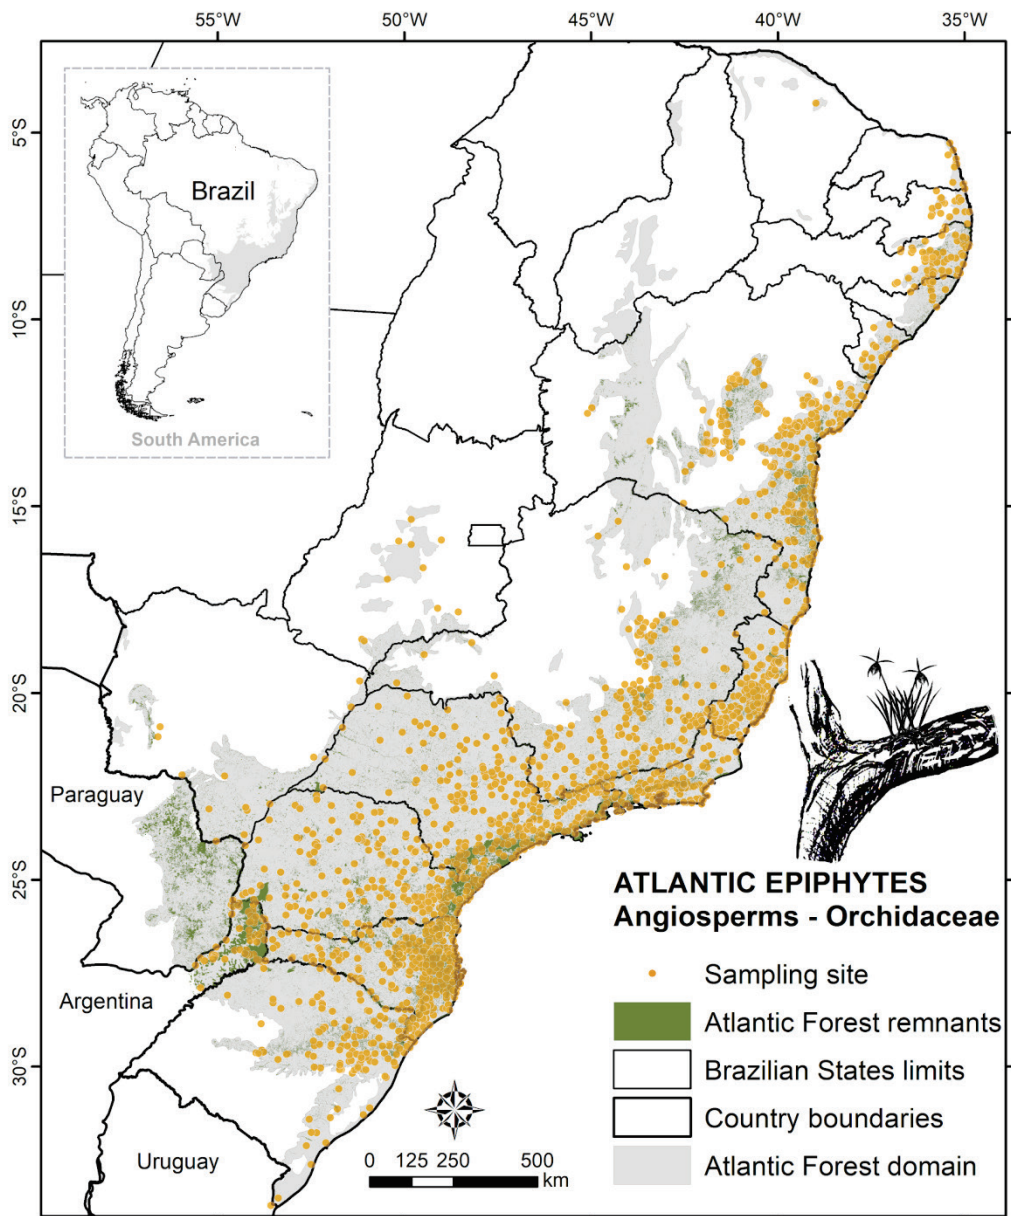 55°W 50°W 45°W 40°W 35°W
5°S
10°S
15°S
20°S
25°S
30°S
Brazil
South America
Paraguay
Argentina
Uruguay
ATLANTIC EPIPHYTES
Angiosperms - Orchidaceae
Sampling site
Atlantic Forest remnants
Brazilian States limits
Country boundaries
Atlantic Forest domain
0 125 250 500
km